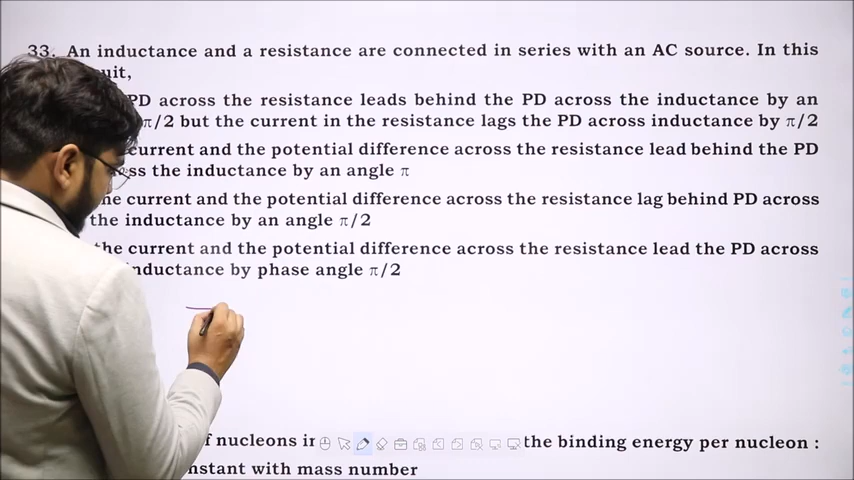 33. An inductance and a resistance are connected in series with an AC source. In this
uit,
PD across the resistance leads behind the PD across the inductance by an
π/2 but the current in the resistance lags the PD across inductance by π/2
current and the potential difference across the resistance lead behind the PD
ss the inductance by an angle π
he current and the potential difference across the resistance lag behind PD across
the inductance by an angle π/2
the current and the potential difference across the resistance lead the PD across
inductance by phase angle π/2
f nucleons in the binding energy per nucleon :
nstant with mass number